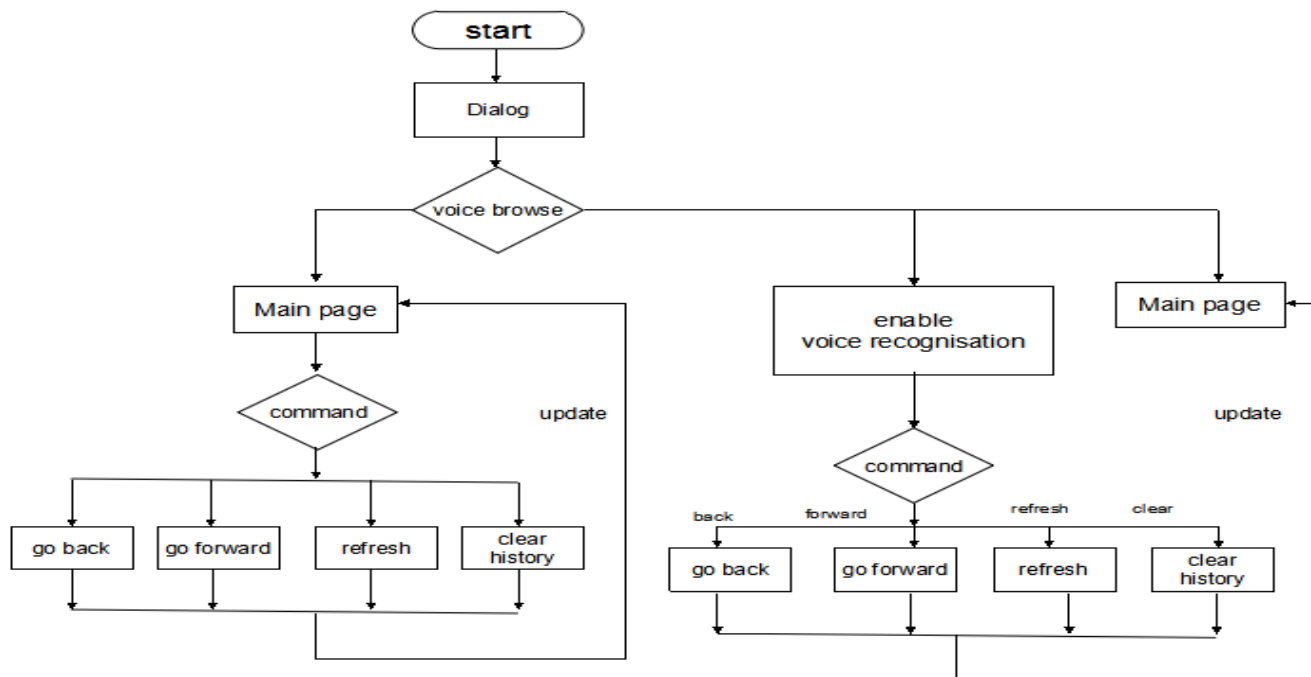 start
Dialog
voice browse
Main page
enable
voice recognisation
Main page
command
update
update
command
back
forward
refresh
clear
go back
go forward
refresh
clear
history
go back
go forward
refresh
clear
history